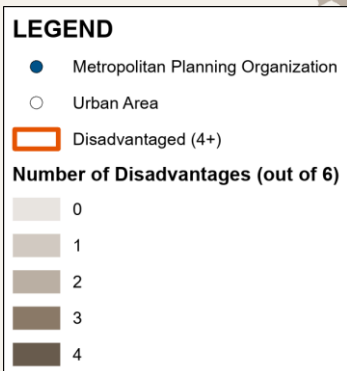 LEGEND
Metropolitan Planning Organization
Urban Area
Disadvantaged (4+)
Number of Disadvantages (out of 6)
0
1
2
3
4